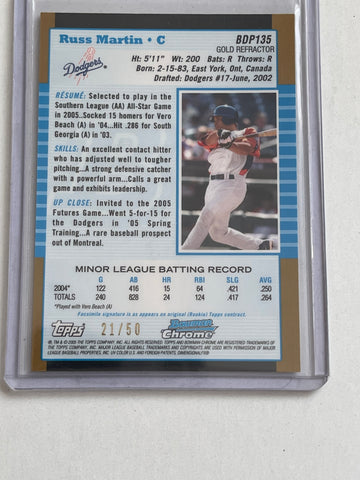 Russ Martin • C
BDP135
GOLD REFRACTOR
Dodgers
Ht: 5'11" Wt: 200 Bats: R Throws: R
Born: 2-15-83, East York, Ont, Canada
Drafted: Dodgers #17-June, 2002
RÉSUMÉ: Selected to play in the
Southern League (AA) All-Star Game
in 2005..Socked 15 homers for Vero
Beach (A) in '04...Hit .286 for South
Georgia (A) in '03.
SKILLS: An excellent contact hitter
who has adjusted well to tougher
pitching...A strong defensive catcher
with a powerful arm...Calls a great
game and exhibits leadership.
UP CLOSE: Invited to the 2005
Futures Game...Went 5-for-15 for
the Dodgers in '05 Spring
Training...A rare baseball prospect
out of Montreal.
MINOR LEAGUE BATTING RECORD
G AB HR RBI SB SLG AVG
2004* 122 416 15 64 .421 .250
TOTALS 240 828 24 124 .417 .264
*Played with Vero Beach (A)
Facsimile signature is as appears on original (Rookie) Topps contract.
Topps
21/50
Bowman
Chrome